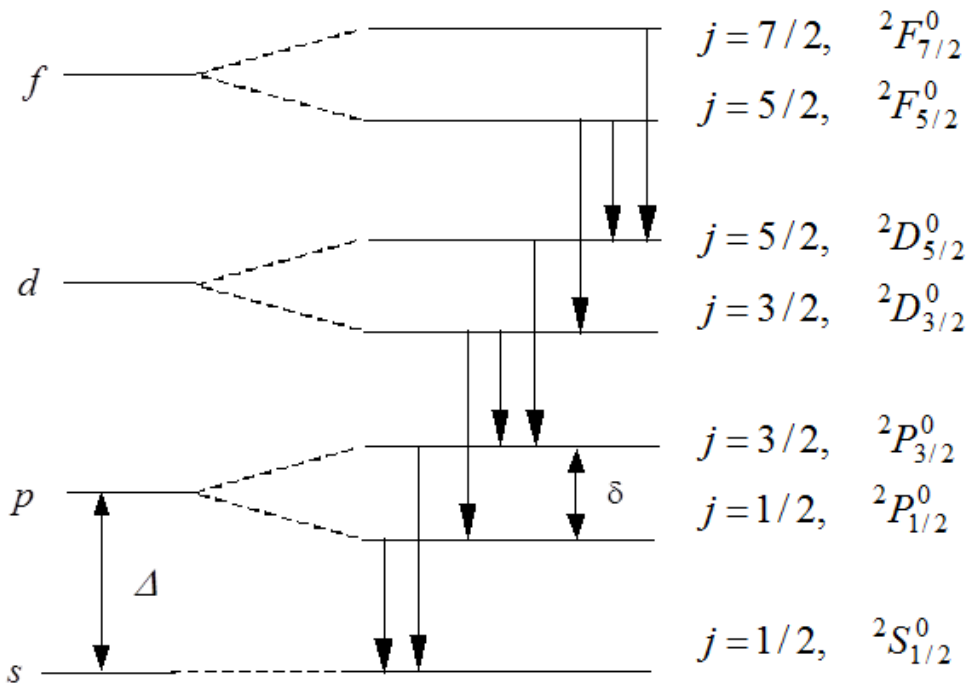 j = 7/2, ²F⁰₇/₂
f
j = 5/2, ²F⁰₅/₂
j = 5/2, ²D⁰₅/₂
d
j = 3/2, ²D⁰₃/₂
j = 3/2, ²P⁰₃/₂
p
δ
j = 1/2, ²P⁰₁/₂
Δ
j = 1/2, ²S⁰₁/₂
s